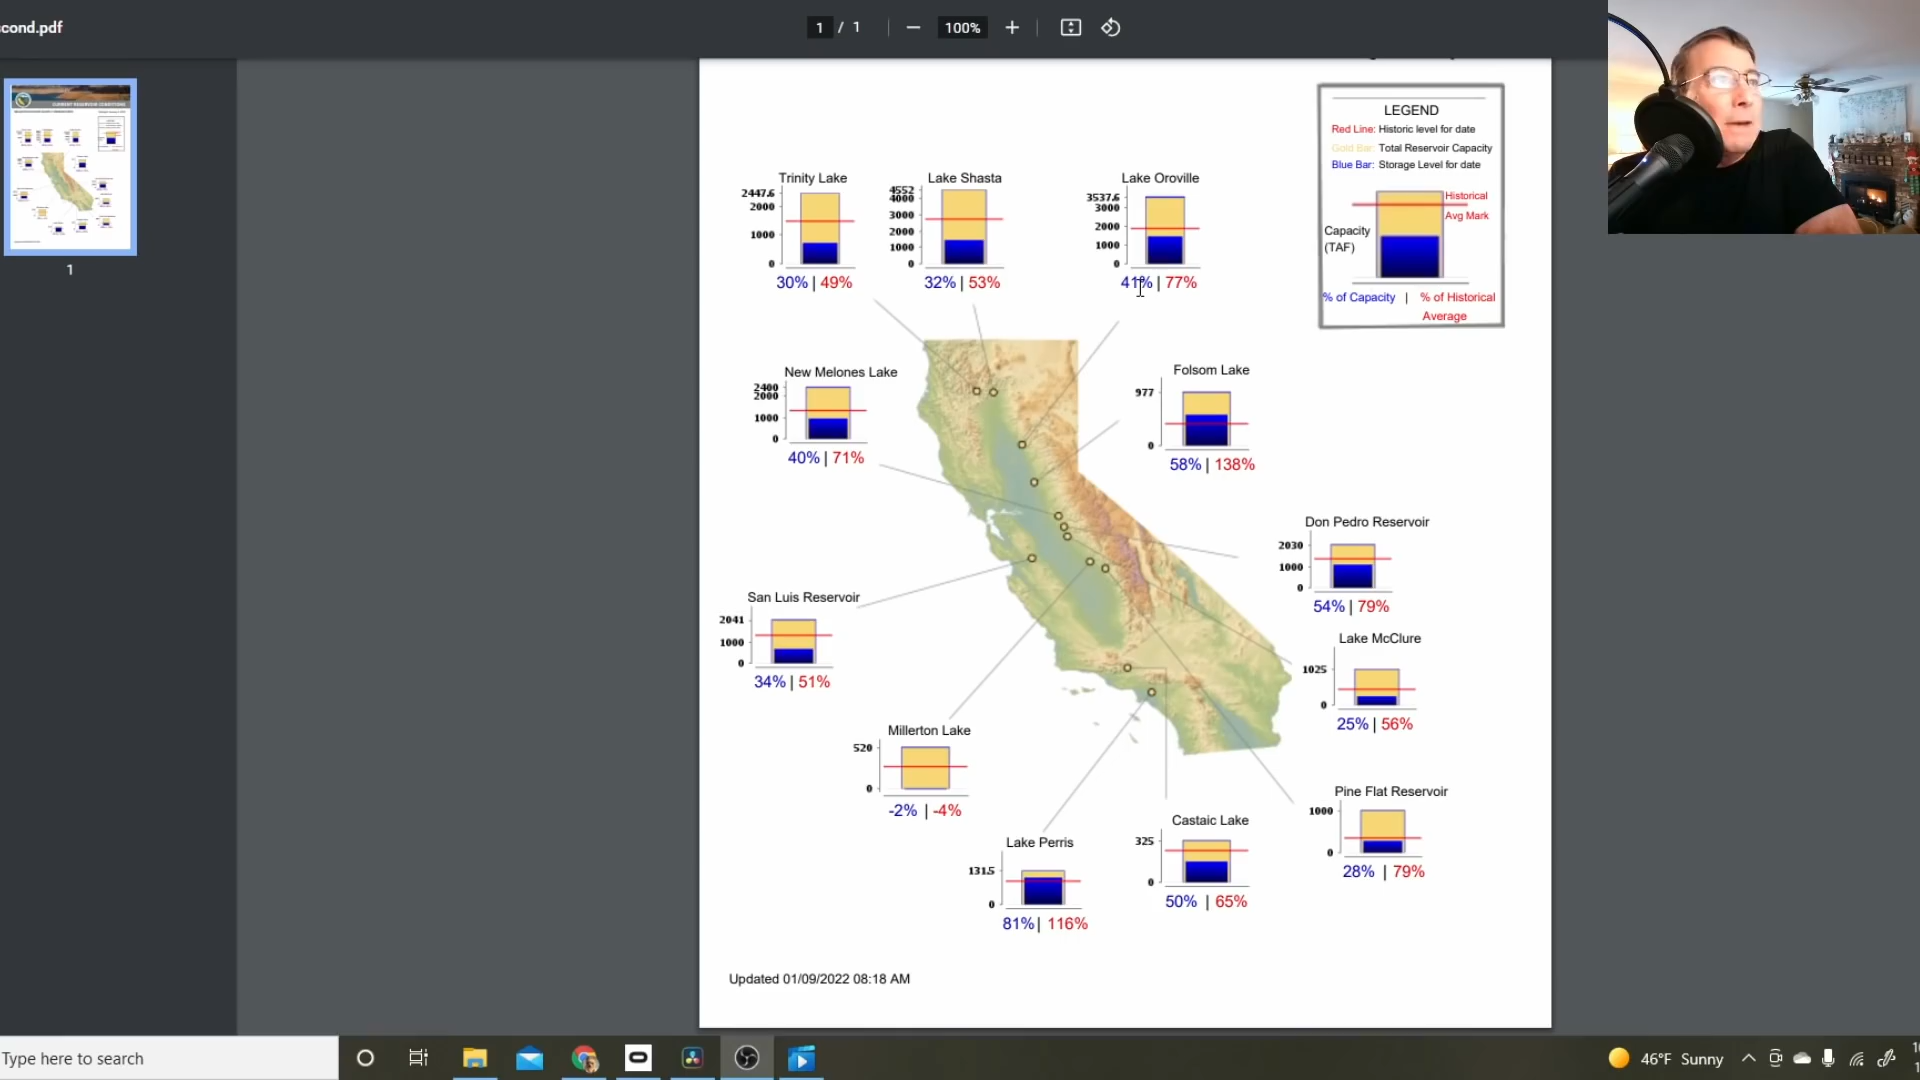 cond.pdf
1 / 1
100%
1
LEGEND
Red Line: Historic level for date
Gold Bar: Total Reservoir Capacity
Blue Bar: Storage Level for date
Historical
Avg Mark
Capacity
(TAF)
% of Capacity | % of Historical
Average
Trinity Lake
2447.6
2000
1000
0
30% | 49%
Lake Shasta
4552
4000
3000
2000
1000
0
32% | 53%
Lake Oroville
3537.6
3000
2000
1000
0
41% | 77%
New Melones Lake
2400
2000
1000
0
40% | 71%
Folsom Lake
977
0
58% | 138%
Don Pedro Reservoir
2030
1000
0
54% | 79%
San Luis Reservoir
2041
1000
0
34% | 51%
Lake McClure
1025
0
25% | 56%
Millerton Lake
520
0
-2% | -4%
Pine Flat Reservoir
1000
0
28% | 79%
Lake Perris
131.5
0
81% | 116%
Castaic Lake
325
0
50% | 65%
Updated 01/09/2022 08:18 AM
Type here to search
46°F Sunny